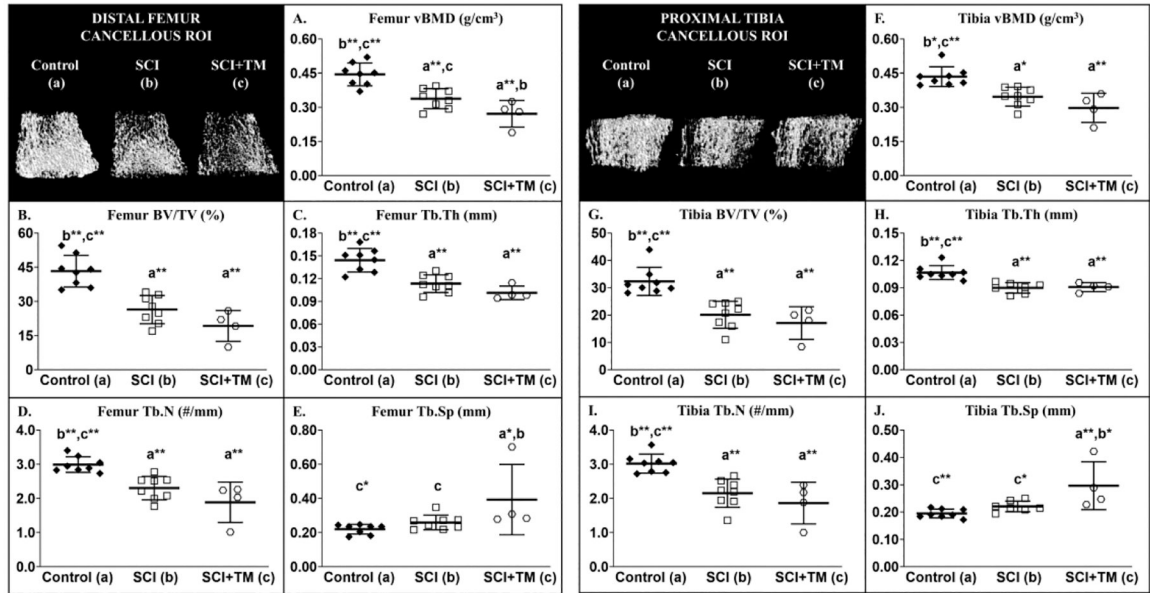 DISTAL FEMUR
CANCELLOUS ROI
Control SCI SCI+TM
(a) (b) (c)
A. Femur vBMD (g/cm³)
0.60
0.45
0.30
0.15
0.00
b**,c**
a**,c
a**,b
Control (a) SCI (b) SCI+TM (c)
B. Femur BV/TV (%)
60
45
30
15
0
b**,c**
a**
a**
Control (a) SCI (b) SCI+TM (c)
C. Femur Tb.Th (mm)
0.18
0.15
0.12
0.09
0.06
0.03
0.00
b**,c**
a**
a**
Control (a) SCI (b) SCI+TM (c)
D. Femur Tb.N (#/mm)
4.0
3.0
2.0
1.0
0.0
b**,c**
a**
a**
Control (a) SCI (b) SCI+TM (c)
E. Femur Tb.Sp (mm)
0.80
0.60
0.40
0.20
0.00
c*
c
a*,b
Control (a) SCI (b) SCI+TM (c)
PROXIMAL TIBIA
CANCELLOUS ROI
Control SCI SCI+TM
(a) (b) (c)
F. Tibia vBMD (g/cm³)
0.60
0.45
0.30
0.15
0.00
b*,c**
a*
a**
Control (a) SCI (b) SCI+TM (c)
G. Tibia BV/TV (%)
50
40
30
20
10
0
b**,c**
a**
a**
Control (a) SCI (b) SCI+TM (c)
H. Tibia Tb.Th (mm)
0.15
0.12
0.09
0.06
0.03
0.00
b**,c**
a**
a**
Control (a) SCI (b) SCI+TM (c)
I. Tibia Tb.N (#/mm)
4.0
3.0
2.0
1.0
0.0
b**,c**
a**
a**
Control (a) SCI (b) SCI+TM (c)
J. Tibia Tb.Sp (mm)
0.50
0.40
0.30
0.20
0.10
0.00
c**
c*
a**,b*
Control (a) SCI (b) SCI+TM (c)